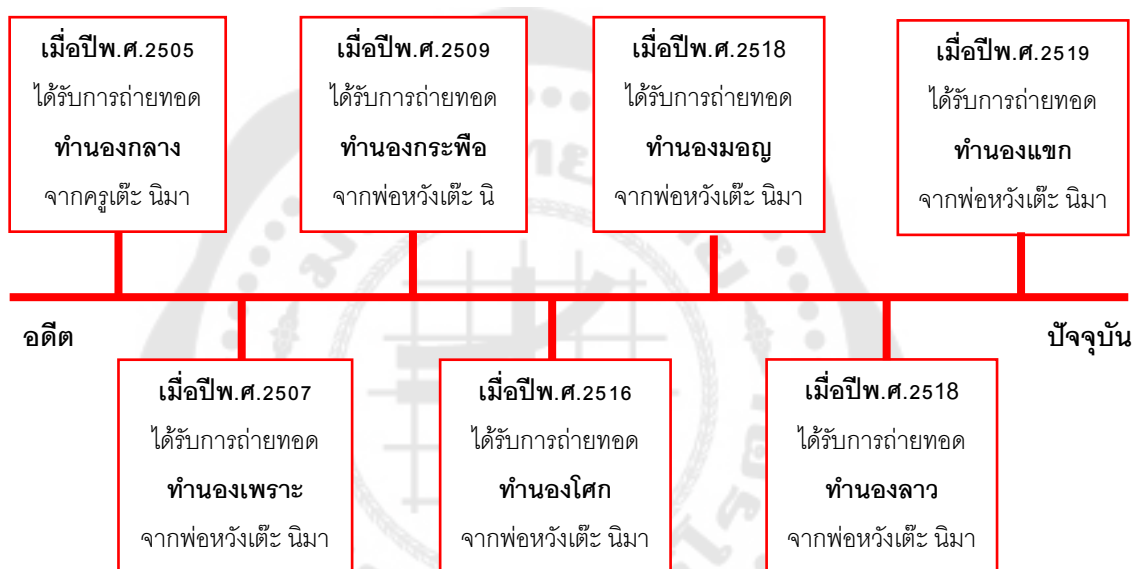 เมื่อปีพ.ศ.2505
ได้รับการถ่ายทอด
ทำนองกลาง
จากครูเต๊ะ นิมา
เมื่อปีพ.ศ.2509
ได้รับการถ่ายทอด
ทำนองกระพือ
จากพ่อหวังเต๊ะ นิ
เมื่อปีพ.ศ.2518
ได้รับการถ่ายทอด
ทำนองมอญ
จากพ่อหวังเต๊ะ นิมา
เมื่อปีพ.ศ.2519
ได้รับการถ่ายทอด
ทำนองแขก
จากพ่อหวังเต๊ะ นิมา
อดีต
ปัจจุบัน
เมื่อปีพ.ศ.2507
ได้รับการถ่ายทอด
ทำนองเพราะ
จากพ่อหวังเต๊ะ นิมา
เมื่อปีพ.ศ.2516
ได้รับการถ่ายทอด
ทำนองโศก
จากพ่อหวังเต๊ะ นิมา
เมื่อปีพ.ศ.2518
ได้รับการถ่ายทอด
ทำนองลาว
จากพ่อหวังเต๊ะ นิมา